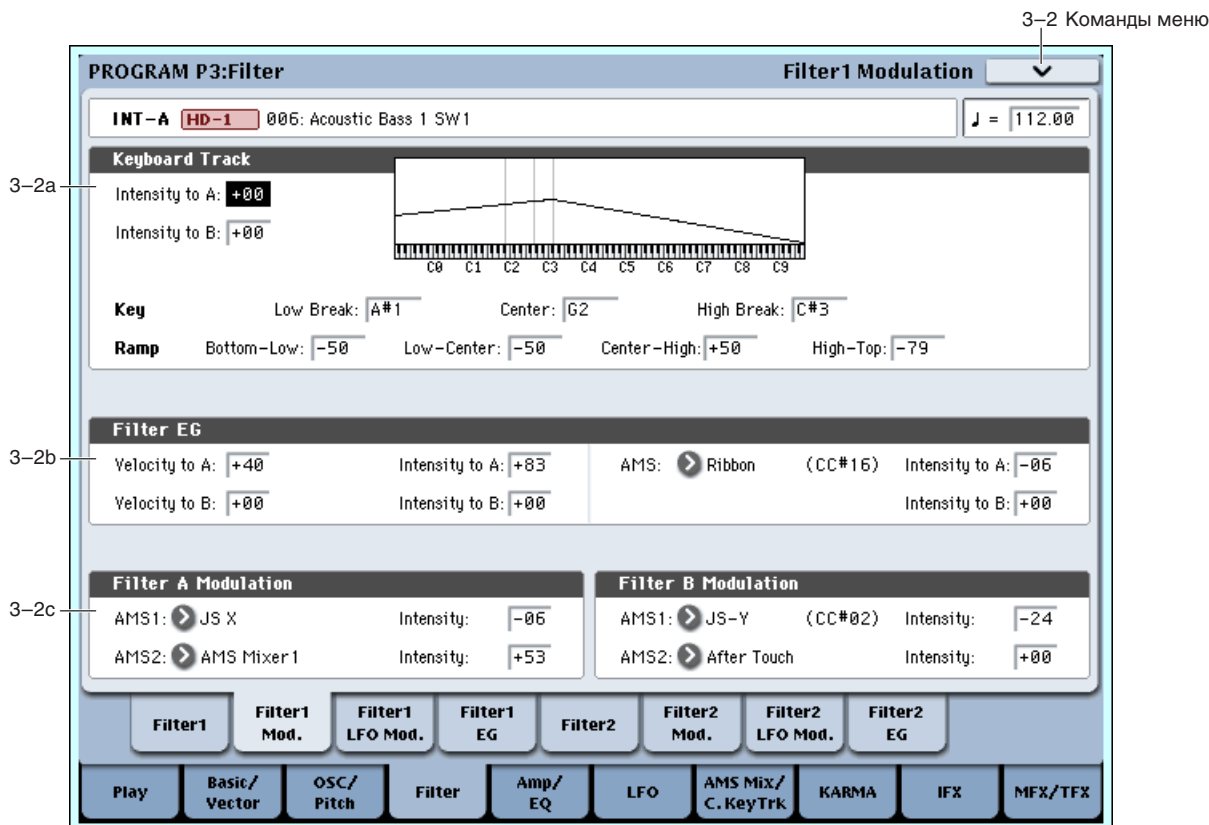 3–2 Команды меню
PROGRAM P3:Filter Filter1 Modulation
INT-A HD-1 006: Acoustic Bass 1 SW1 ♩ = 112.00
Keyboard Track
3–2a
Intensity to A: +00
Intensity to B: +00
C0 C1 C2 C3 C4 C5 C6 C7 C8 C9
Key Low Break: A#1 Center: G2 High Break: C#3
Ramp Bottom-Low: -50 Low-Center: -50 Center-High: +50 High-Top: -79
Filter EG
3–2b
Velocity to A: +40 Intensity to A: +83 AMS: Ribbon (CC#16) Intensity to A: -06
Velocity to B: +00 Intensity to B: +00 Intensity to B: +00
Filter A Modulation Filter B Modulation
3–2c
AMS1: JS X Intensity: -06 AMS1: JS-Y (CC#02) Intensity: -24
AMS2: AMS Mixer1 Intensity: +53 AMS2: After Touch Intensity: +00
Filter1 Filter1 Mod. Filter1 LFO Mod. Filter1 EG Filter2 Filter2 Mod. Filter2 LFO Mod. Filter2 EG
Play Basic/ Vector OSC/ Pitch Filter Amp/ EQ LFO AMS Mix/ C.KeyTrk KARMA IFX MFX/TFX